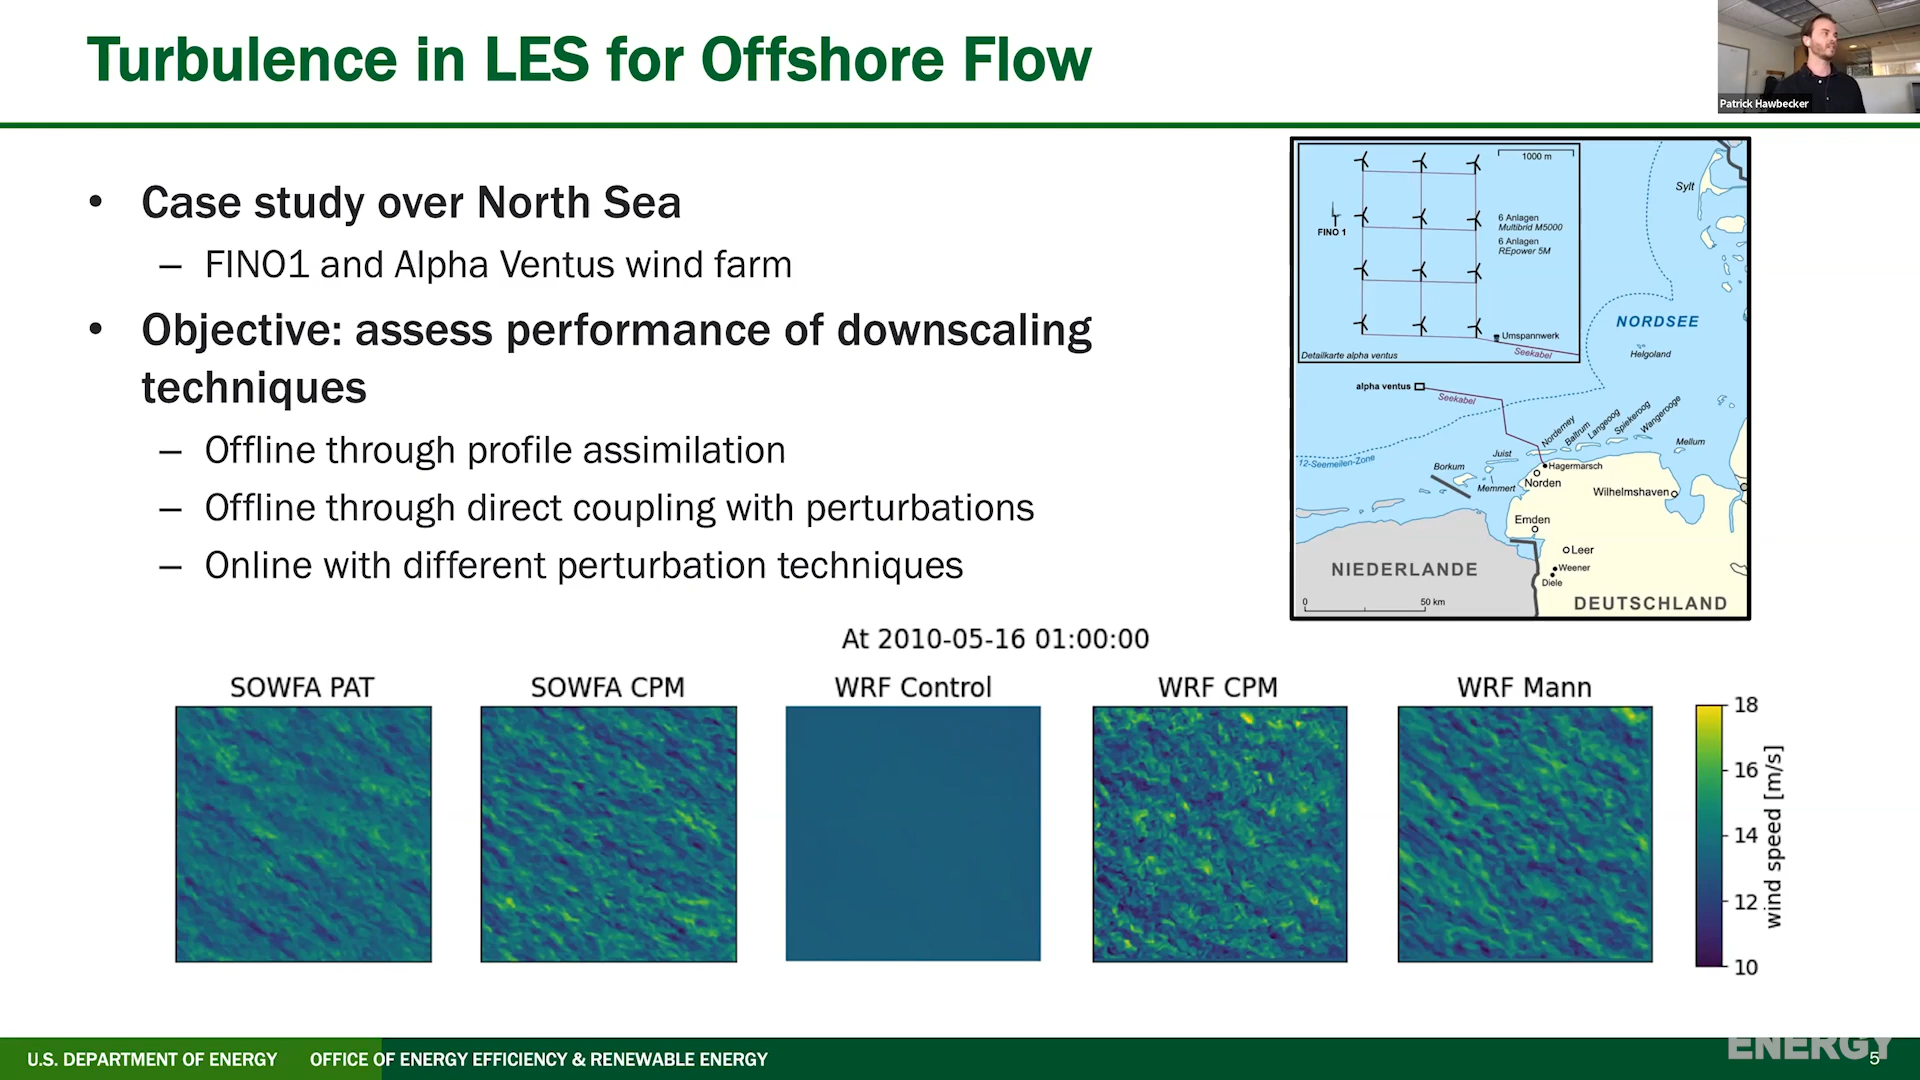 Turbulence in LES for Offshore Flow
Patrick Hawbecker
• Case study over North Sea
– FINO1 and Alpha Ventus wind farm
• Objective: assess performance of downscaling
techniques
– Offline through profile assimilation
– Offline through direct coupling with perturbations
– Online with different perturbation techniques
1000 m
FINO 1
6 Anlagen
Multibrid M5000
6 Anlagen
REpower 5M
Umspannwerk
Seekabel
Detailkarte alpha ventus
Sylt
NORDSEE
Helgoland
alpha ventus
Seekabel
12-Seemeilen-Zone
Norderney
Baltrum
Langeoog
Spiekeroog
Wangerooge
Mellum
Juist
Borkum
Memmert
Hagermarsch
Norden
Wilhelmshaven
Emden
Leer
Weener
Diele
NIEDERLANDE
DEUTSCHLAND
0
50 km
At 2010-05-16 01:00:00
SOWFA PAT
SOWFA CPM
WRF Control
WRF CPM
WRF Mann
18
16
14
12
10
wind speed [m/s]
U.S. DEPARTMENT OF ENERGY OFFICE OF ENERGY EFFICIENCY & RENEWABLE ENERGY
ENERGY
5